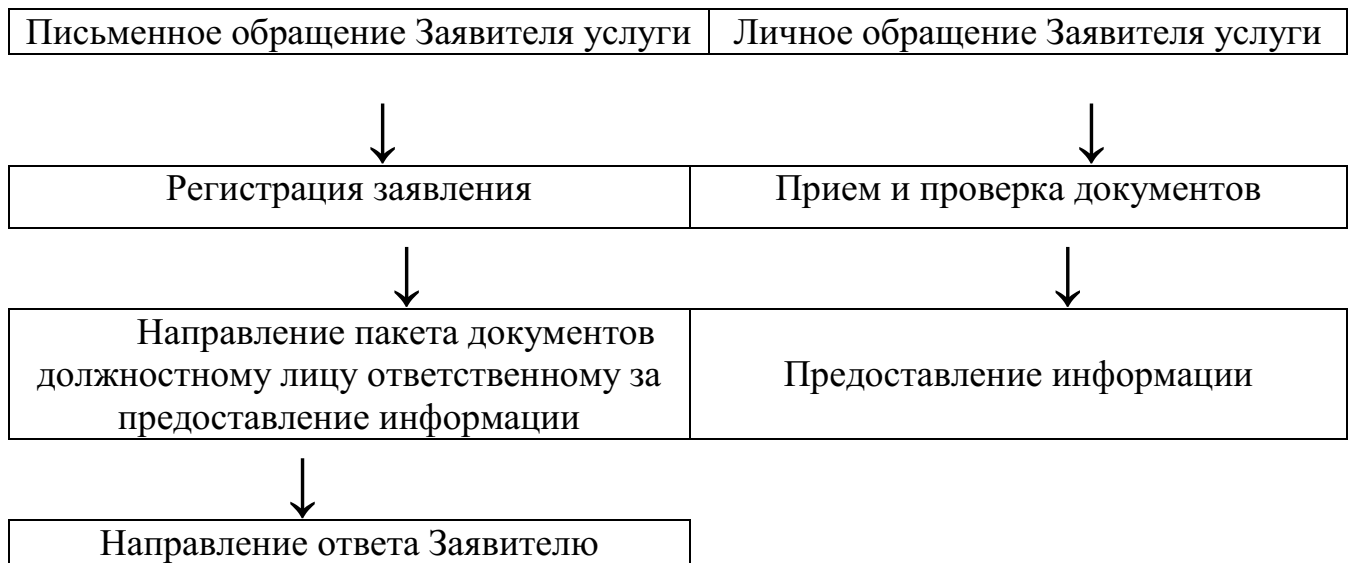 Письменное обращение Заявителя услуги
Личное обращение Заявителя услуги
Регистрация заявления
Прием и проверка документов
Направление пакета документов
должностному лицу ответственному за
предоставление информации
Предоставление информации
Направление ответа Заявителю